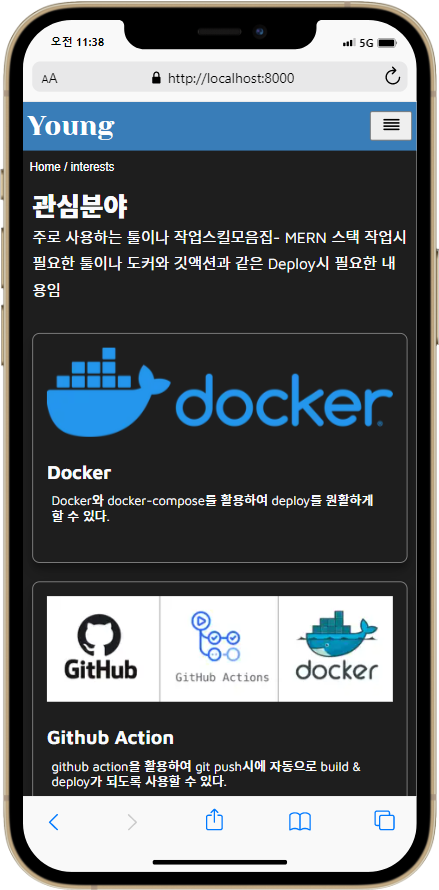 오전 11:38
5G
AA
http://localhost:8000
Young
Home / interests
관심분야
주로 사용하는 툴이나 작업스킬모음집- MERN 스택 작업시
필요한 툴이나 도커와 깃액션과 같은 Deploy시 필요한 내
용임
docker
Docker
Docker와 docker-compose를 활용하여 deploy를 원활하게
할 수 있다.
GitHub
GitHub Actions
docker
Github Action
github action을 활용하여 git push시에 자동으로 build &
deploy가 되도록 사용할 수 있다.